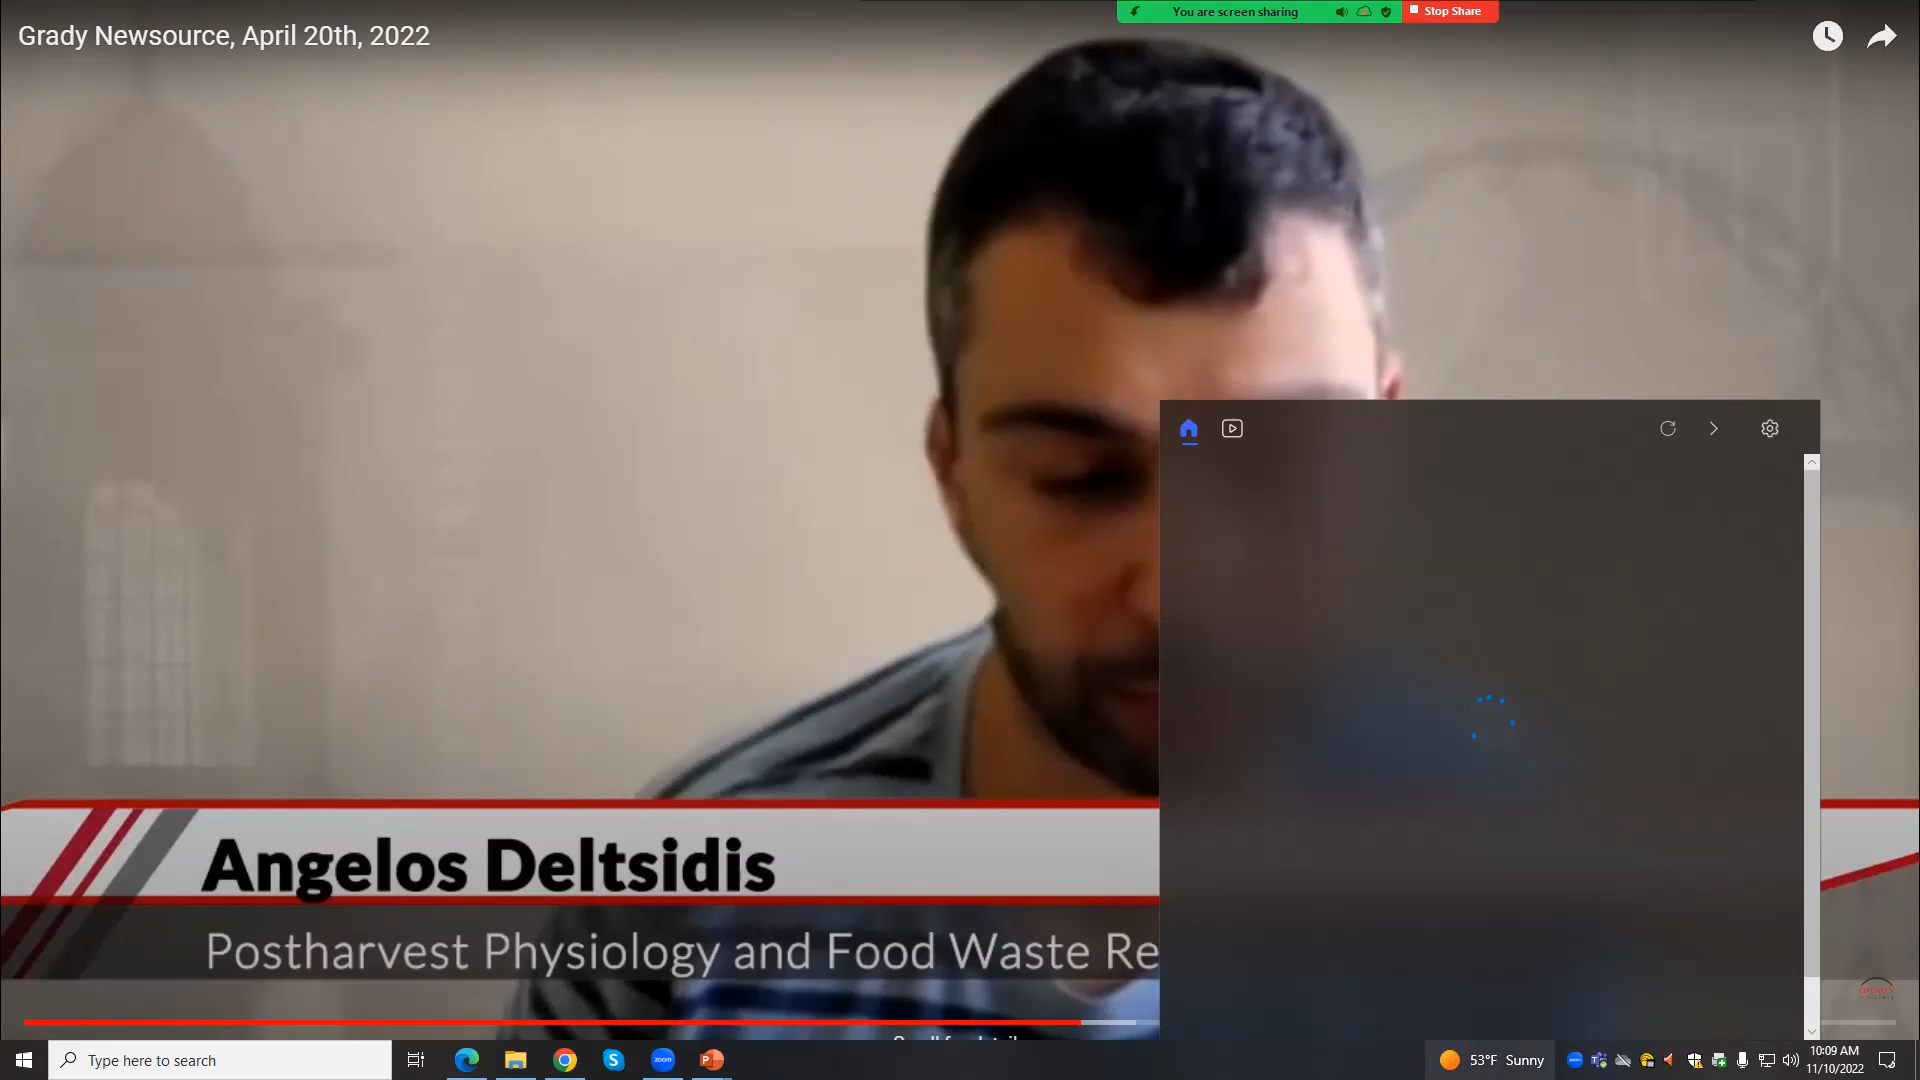 You are screen sharing
Stop Share
Grady Newsource, April 20th, 2022
Angelos Deltsidis
Postharvest Physiology and Food Waste Re
Type here to search
zoom
53°F Sunny
10:09 AM
11/10/2022